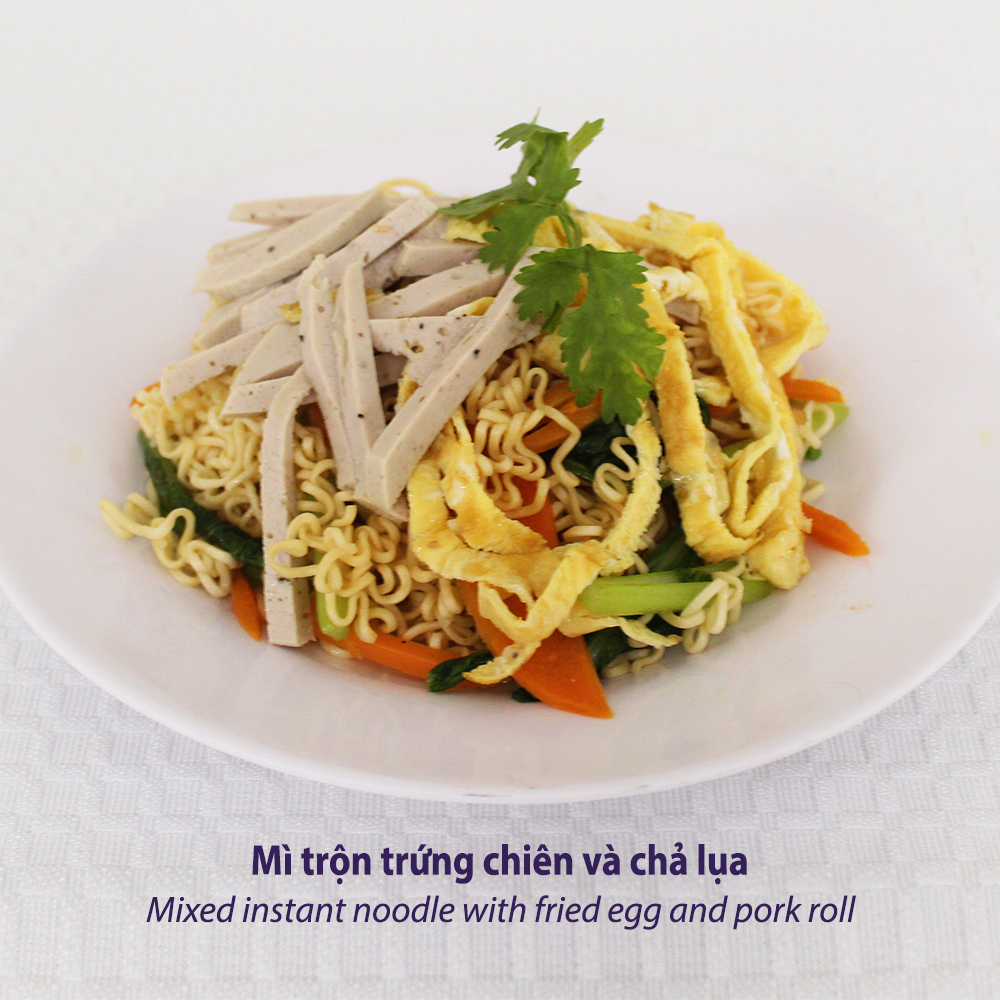 Mì trộn trứng chiên và chả lụa
Mixed instant noodle with fried egg and pork roll